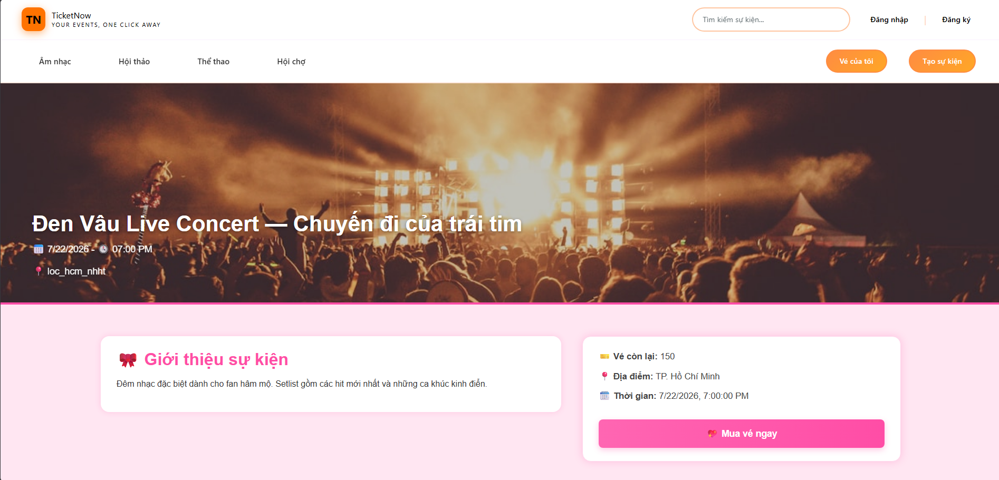 TN
TicketNow
YOUR EVENTS, ONE CLICK AWAY
Tìm kiếm sự kiện...
Đăng nhập
Đăng ký
Âm nhạc
Hội thảo
Thể thao
Hội chợ
Vé của tôi
Tạo sự kiện
Đen Vâu Live Concert — Chuyến đi của trái tim
7/22/2026 - 07:00 PM
loc_hcm_nhht
Giới thiệu sự kiện
Đêm nhạc đặc biệt dành cho fan hâm mộ. Setlist gồm các hit mới nhất và những ca khúc kinh điển.
Vé còn lại: 150
Địa điểm: TP. Hồ Chí Minh
Thời gian: 7/22/2026, 7:00:00 PM
Mua vé ngay